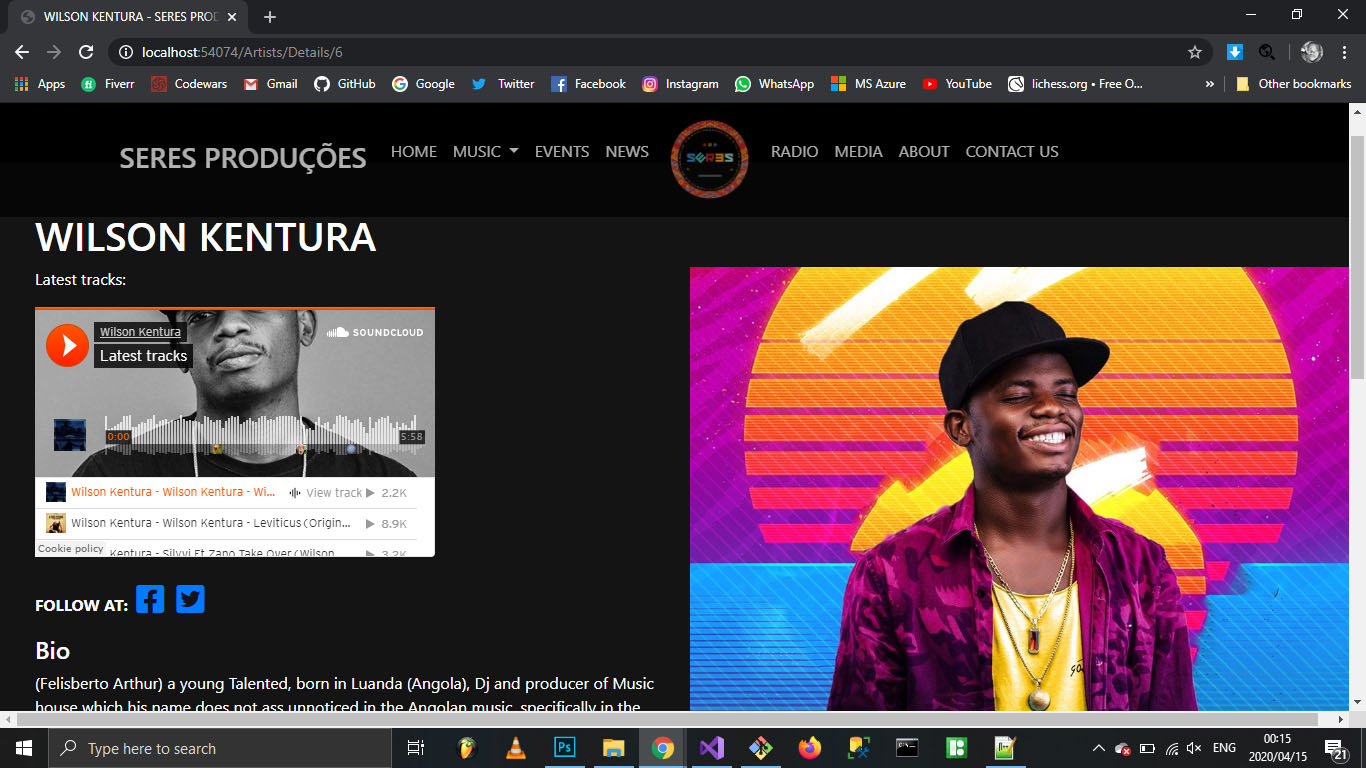 WILSON KENTURA - SERES PROD
localhost:54074/Artists/Details/6
Apps Fiverr Codewars Gmail GitHub Google Twitter Facebook Instagram WhatsApp MS Azure YouTube lichess.org • Free O... » Other bookmarks
SERES PRODUÇÕES HOME MUSIC EVENTS NEWS SERES RADIO MEDIA ABOUT CONTACT US
WILSON KENTURA
Latest tracks:
Wilson Kentura
SOUNDCLOUD
Latest tracks
0:00 5:58
Wilson Kentura - Wilson Kentura - Wi... View track 2.2K
Wilson Kentura - Wilson Kentura - Leviticus (Origin... 8.9K
Cookie policy
Kentura - Silyvi Ft Zano Take Over (Wilson 3.2K
FOLLOW AT:
Bio
(Felisberto Arthur) a young Talented, born in Luanda (Angola), Dj and producer of Music
house which his name does not ass unnoticed in the Angolan music, specifically in the
Type here to search
Ps
ENG
00:15
2020/04/15
21